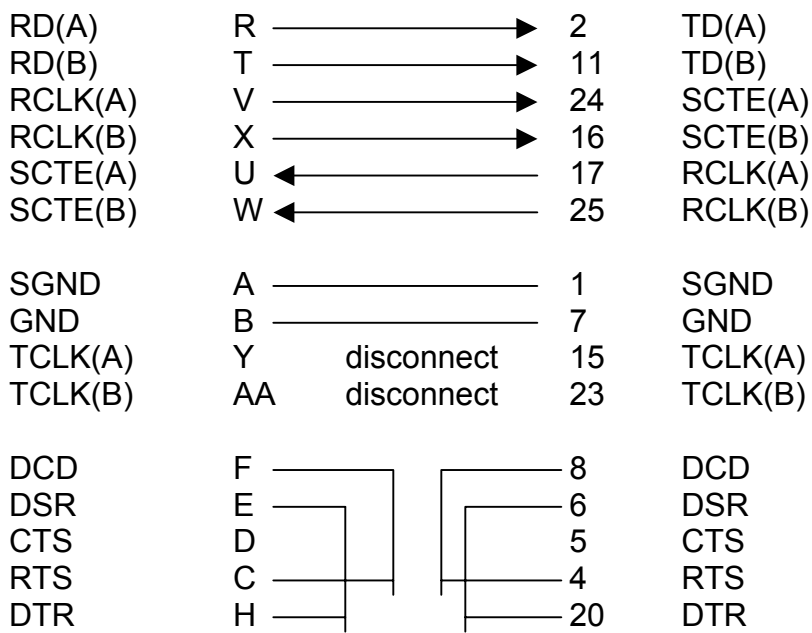 RD(A) R 2 TD(A)
RD(B) T 11 TD(B)
RCLK(A) V 24 SCTE(A)
RCLK(B) X 16 SCTE(B)
SCTE(A) U 17 RCLK(A)
SCTE(B) W 25 RCLK(B)
SGND A 1 SGND
GND B 7 GND
TCLK(A) Y disconnect 15 TCLK(A)
TCLK(B) AA disconnect 23 TCLK(B)
DCD F 8 DCD
DSR E 6 DSR
CTS D 5 CTS
RTS C 4 RTS
DTR H 20 DTR